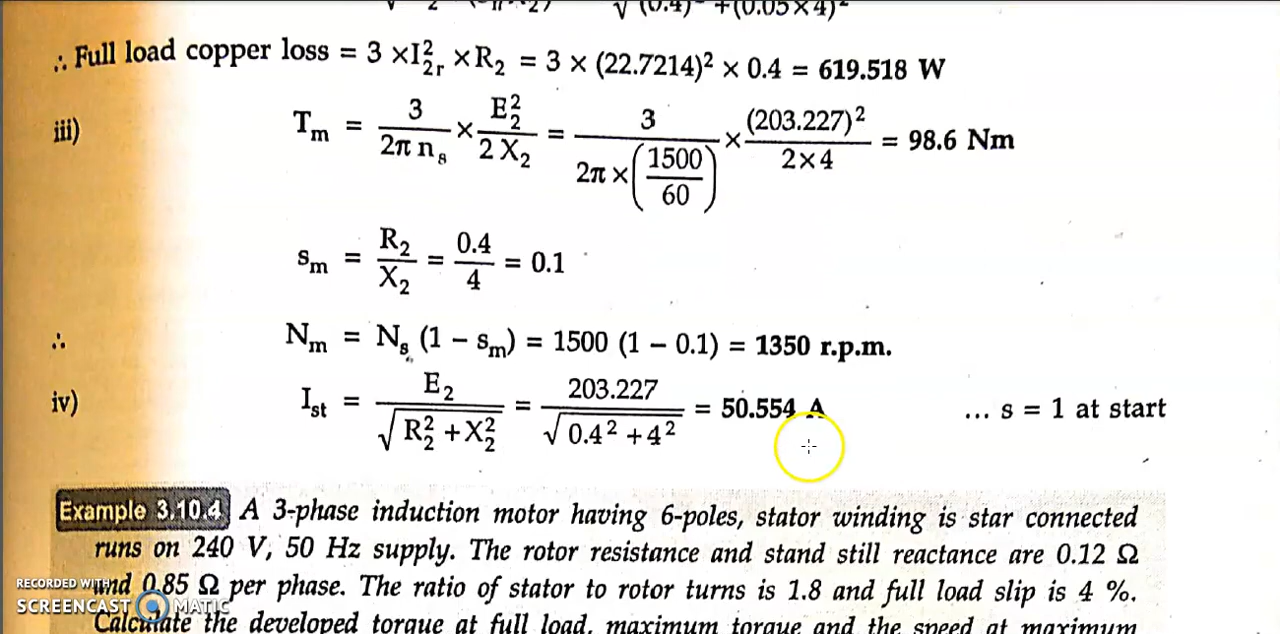 √ (0.4)² + (0.05×4)²
∴ Full load copper loss = 3 × I²₂ᵣ × R₂ = 3 × (22.7214)² × 0.4 = 619.518 W
iii) Tₘ = 3/(2π nₛ) × E₂²/(2 X₂) = 3/(2π × (1500/60)) × (203.227)²/(2×4) = 98.6 Nm
sₘ = R₂/X₂ = 0.4/4 = 0.1
∴ Nₘ = Nₛ (1 – sₘ) = 1500 (1 – 0.1) = 1350 r.p.m.
iv) Iₛₜ = E₂/√(R₂² + X₂²) = 203.227/√(0.4² + 4²) = 50.554 A ... s = 1 at start
Example 3.10.4 A 3-phase induction motor having 6-poles, stator winding is star connected
runs on 240 V, 50 Hz supply. The rotor resistance and stand still reactance are 0.12 Ω
and 0.85 Ω per phase. The ratio of stator to rotor turns is 1.8 and full load slip is 4 %.
Calculate the developed torque at full load, maximum torque and the speed at maximum
RECORDED WITH
SCREENCAST MATIC